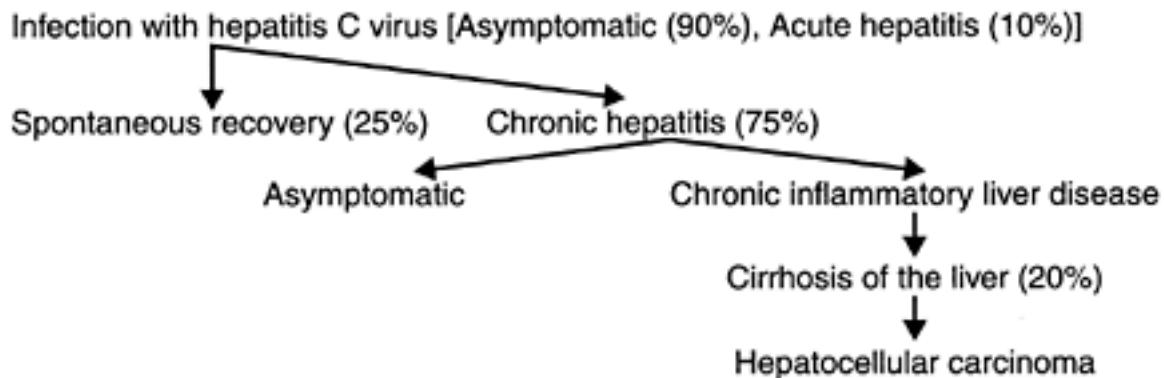 Infection with hepatitis C virus [Asymptomatic (90%), Acute hepatitis (10%)]
Spontaneous recovery (25%)
Chronic hepatitis (75%)
Asymptomatic
Chronic inflammatory liver disease
Cirrhosis of the liver (20%)
Hepatocellular carcinoma